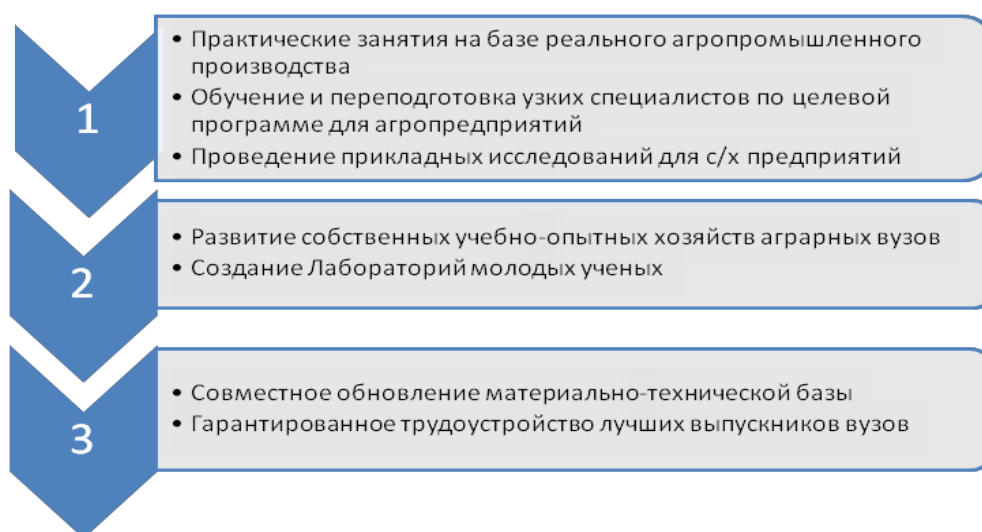 1
• Практические занятия на базе реального агропромышленного
производства
• Обучение и переподготовка узких специалистов по целевой
программе для агропредприятий
• Проведение прикладных исследований для с/х предприятий
2
• Развитие собственных учебно-опытных хозяйств аграрных вузов
• Создание Лабораторий молодых ученых
3
• Совместное обновление материально-технической базы
• Гарантированное трудоустройство лучших выпускников вузов